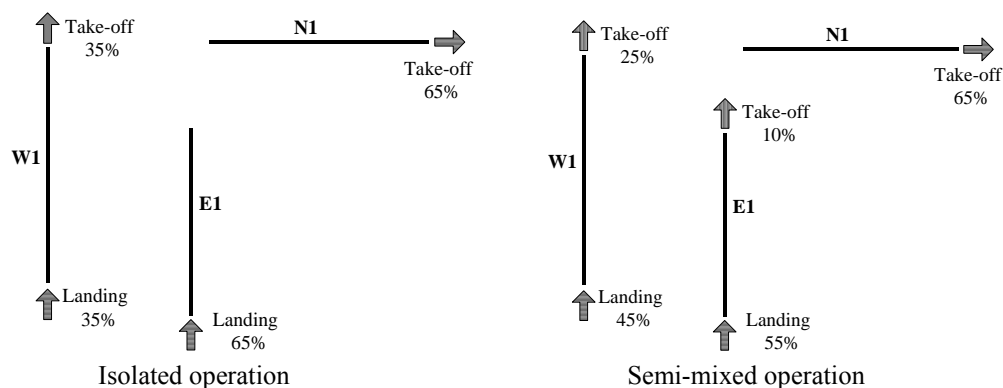 Take-off
35%
N1
Take-off
65%
W1
E1
Landing
35%
Landing
65%
Isolated operation
Take-off
25%
N1
Take-off
65%
Take-off
10%
W1
E1
Landing
45%
Landing
55%
Semi-mixed operation